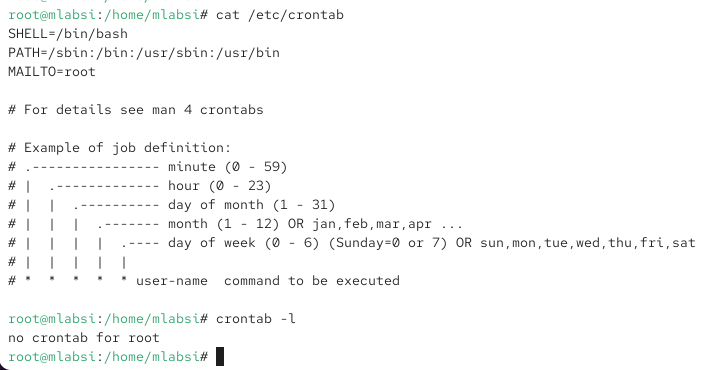 root@mlabsi:/home/mlabsi# cat /etc/crontab
SHELL=/bin/bash
PATH=/sbin:/bin:/usr/sbin:/usr/bin
MAILTO=root

# For details see man 4 crontabs

# Example of job definition:
# .---------------- minute (0 - 59)
# |  .------------- hour (0 - 23)
# |  |  .---------- day of month (1 - 31)
# |  |  |  .------- month (1 - 12) OR jan,feb,mar,apr ...
# |  |  |  |  .---- day of week (0 - 6) (Sunday=0 or 7) OR sun,mon,tue,wed,thu,fri,sat
# |  |  |  |  |
# *  *  *  *  * user-name  command to be executed

root@mlabsi:/home/mlabsi# crontab -l
no crontab for root
root@mlabsi:/home/mlabsi#